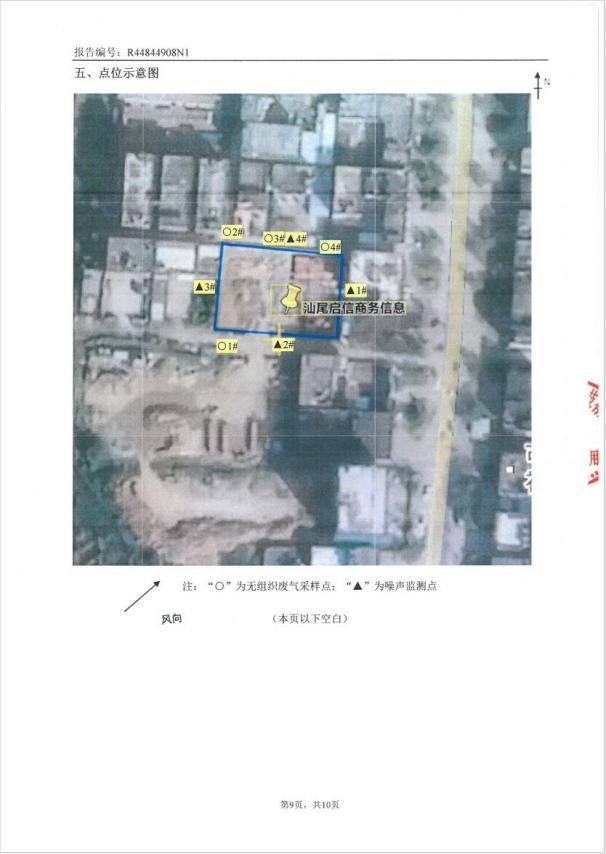 报告编号：R44844908N1
五、点位示意图
N
○2#
○3#▲4#
○4#
▲3#
▲1#
汕尾启信商务信息
○1#
▲2#
用
注：“○”为无组织废气采样点；“▲”为噪声监测点
风向
（本页以下空白）
第9页，共10页